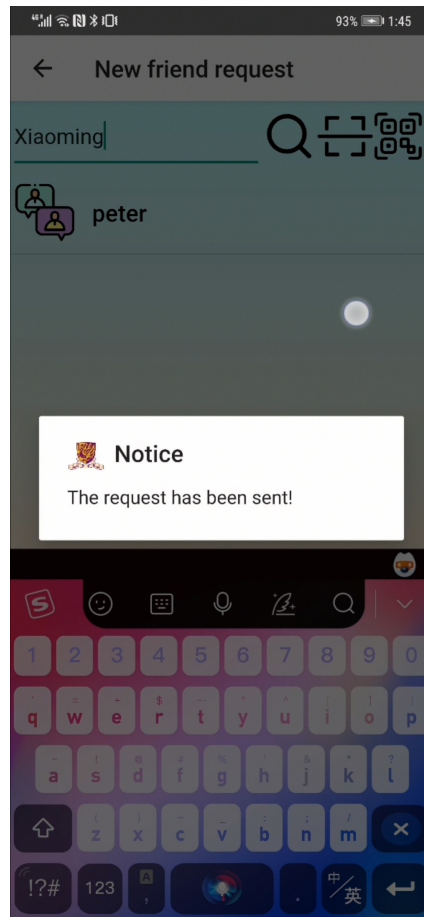 93% 1:45
New friend request
Xiaoming
peter
Notice
The request has been sent!
1 2 3 4 5 6 7 8 9 0
q w e r t y u i o p
a s d f g h j k l
z x c v b n m
!?# 123 A , . 中/英